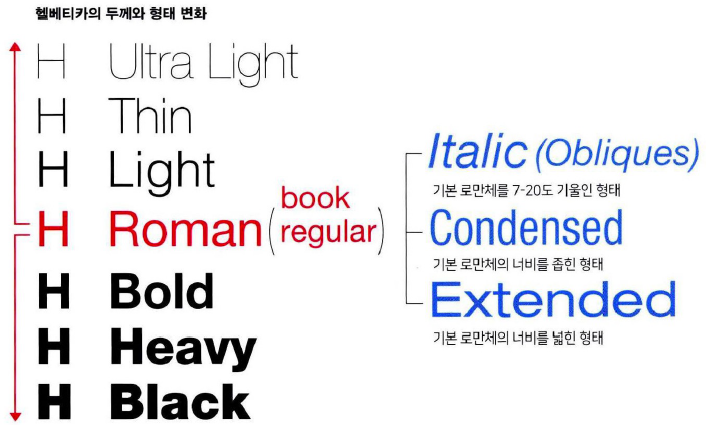 헬베티카의 두께와 형태 변화
H Ultra Light
H Thin
H Light
H Roman (book regular)
H Bold
H Heavy
H Black
Italic (Obliques)
기본 로만체를 7-20도 기울인 형태
Condensed
기본 로만체의 너비를 좁힌 형태
Extended
기본 로만체의 너비를 넓힌 형태